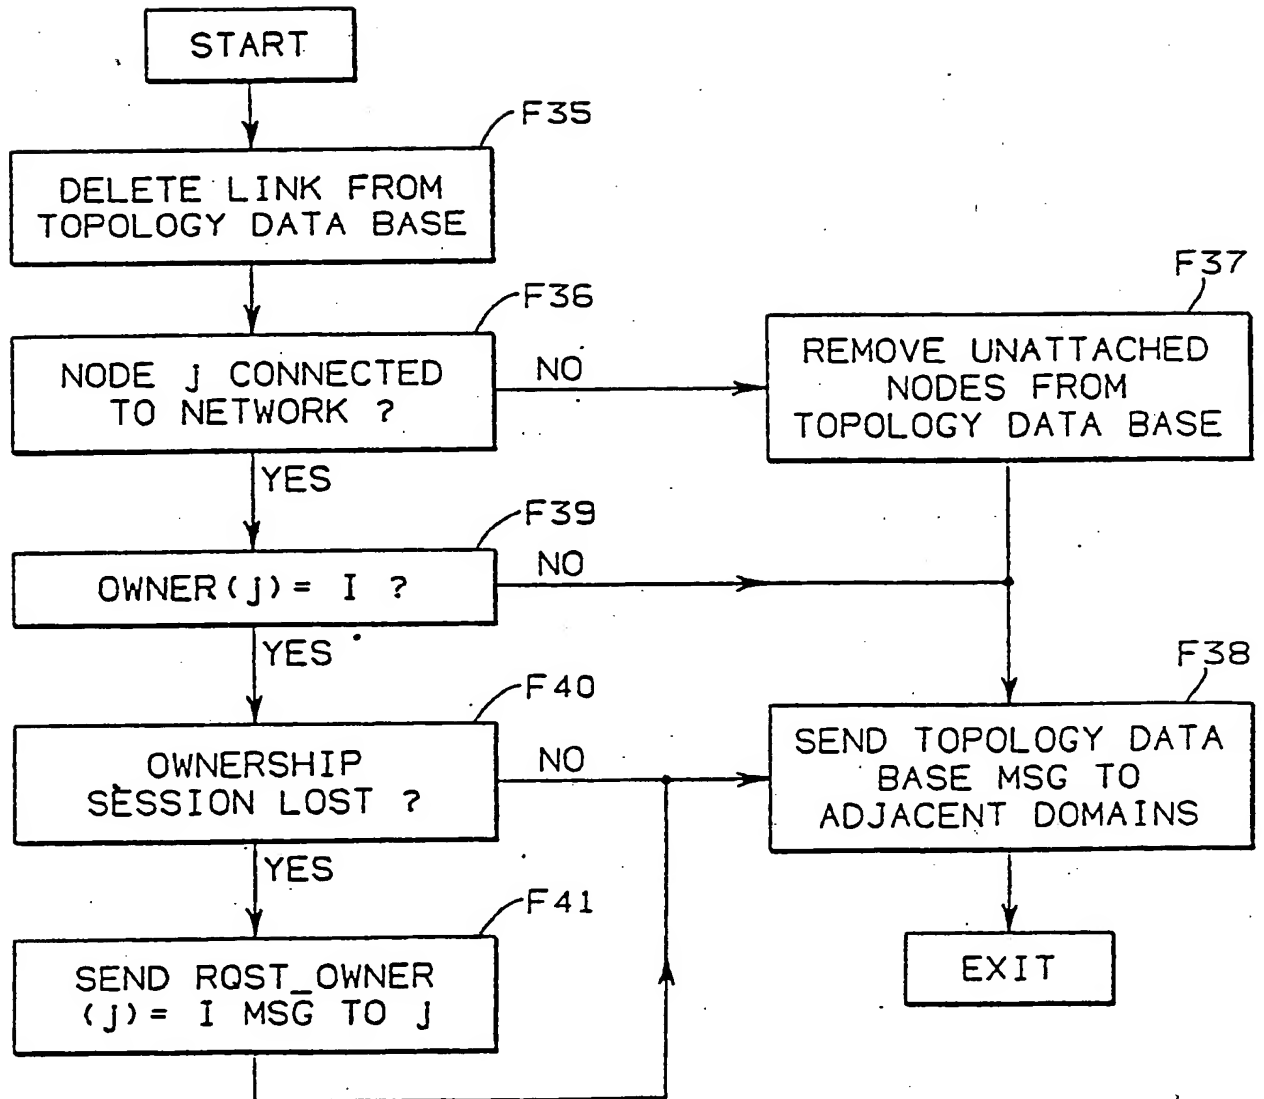 START
F35
DELETE LINK FROM
TOPOLOGY DATA BASE
F36
NODE j CONNECTED
TO NETWORK ?
NO
F37
REMOVE UNATTACHED
NODES FROM
TOPOLOGY DATA BASE
YES
F39
OWNER(j)= I ?
NO
YES
F40
OWNERSHIP
SESSION LOST ?
NO
F38
SEND TOPOLOGY DATA
BASE MSG TO
ADJACENT DOMAINS
YES
F41
SEND RQST_OWNER
(j)= I MSG TO j
EXIT